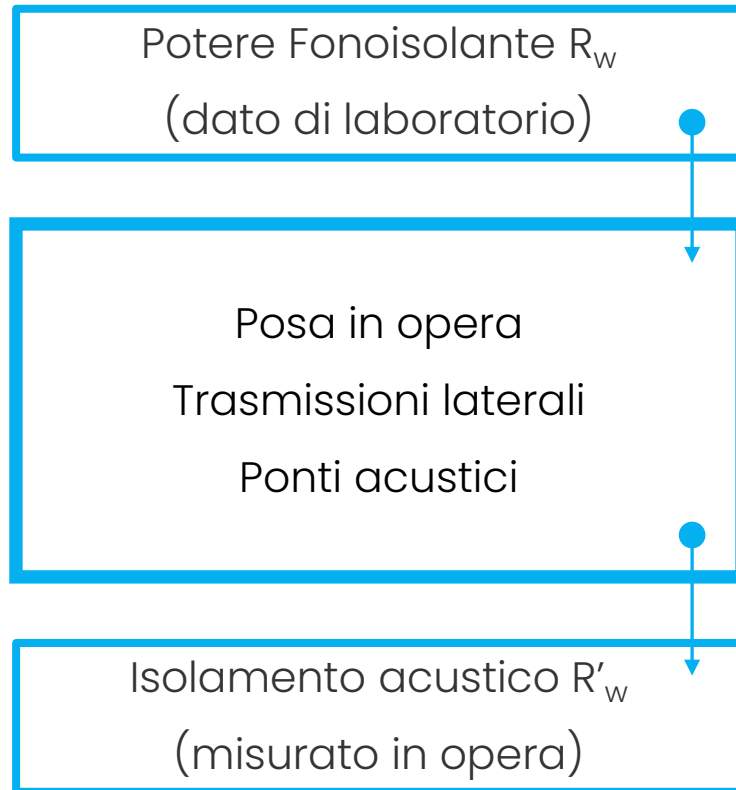 Potere Fonoisolante Rw
(dato di laboratorio)
Posa in opera
Trasmissioni laterali
Ponti acustici
Isolamento acustico R’w
(misurato in opera)